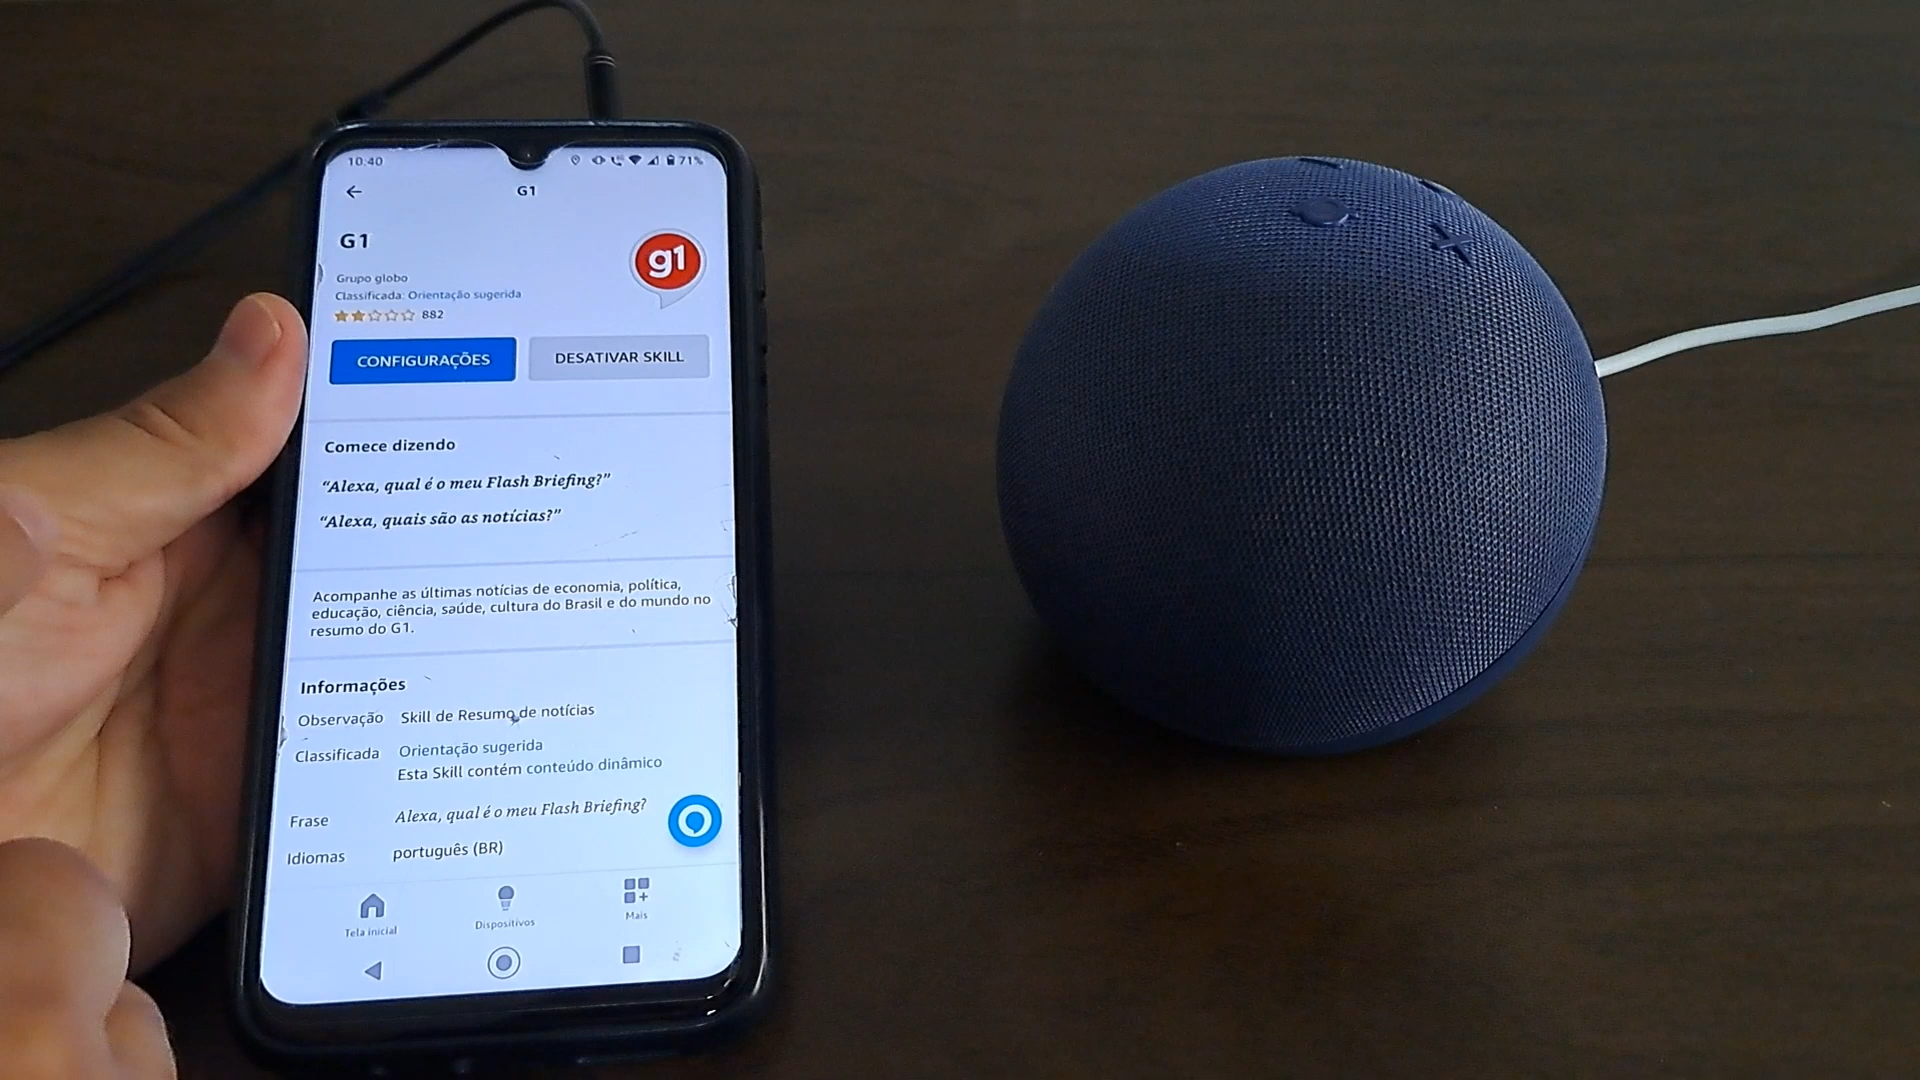 10:40
71%
G1
G1
g1
Grupo globo
Classificada: Orientação sugerida
882
CONFIGURAÇÕES
DESATIVAR SKILL
Comece dizendo
“Alexa, qual é o meu Flash Briefing?”
“Alexa, quais são as notícias?”
Acompanhe as últimas notícias de economia, política,
educação, ciência, saúde, cultura do Brasil e do mundo no
resumo do G1.
Informações
Observação Skill de Resumo de notícias
Classificada Orientação sugerida
Esta Skill contém conteúdo dinâmico
Frase Alexa, qual é o meu Flash Briefing?
Idiomas português (BR)
Tela inicial
Dispositivos
Mais